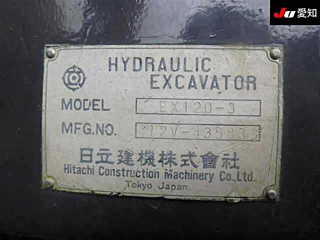 Ju 愛知
HYDRAULIC
EXCAVATOR
MODEL EX120-3
MFG.NO.
日立建機株式會社
Hitachi Construction Machinery Co.,Ltd.
Tokyo Japan